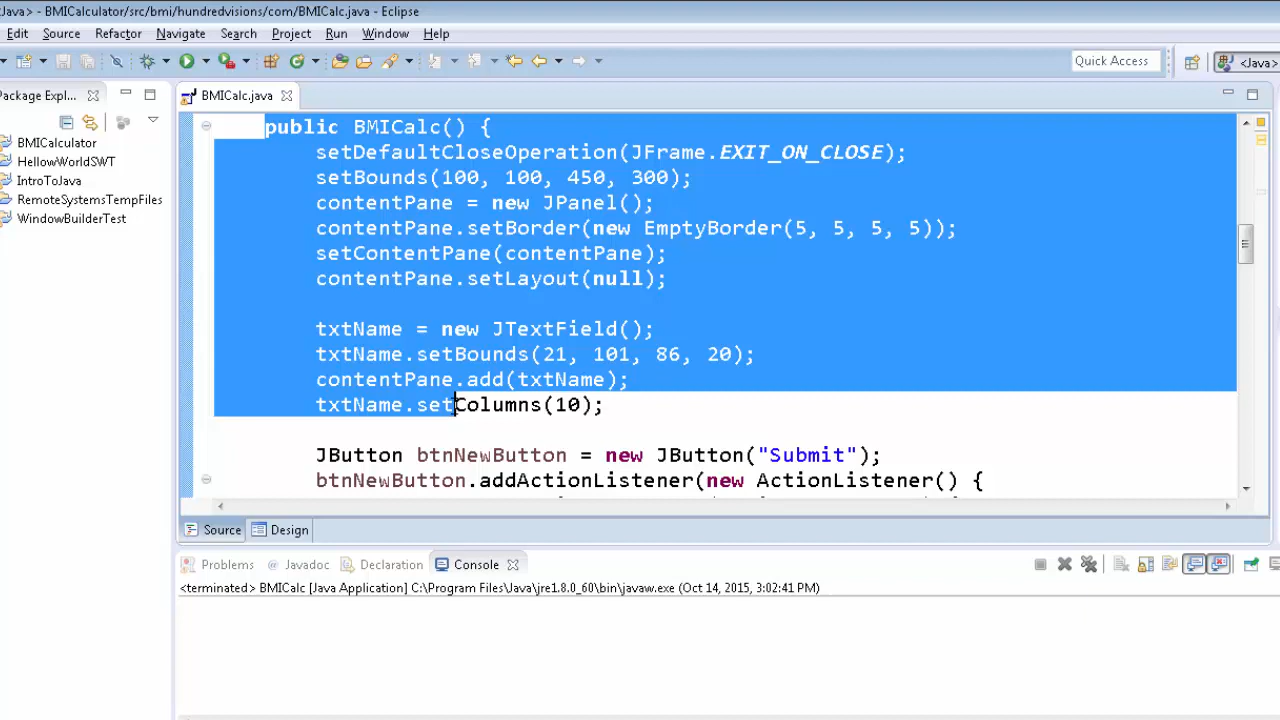 Java> - BMICalculator/src/bmi/hundredvisions/com/BMICalc.java - Eclipse
Edit Source Refactor Navigate Search Project Run Window Help
Quick Access <Java>
Package Expl... BMICalc.java
BMICalculator
HellowWorldSWT
IntroToJava
RemoteSystemsTempFiles
WindowBuilderTest
public BMICalc() {
setDefaultCloseOperation(JFrame.EXIT_ON_CLOSE);
setBounds(100, 100, 450, 300);
contentPane = new JPanel();
contentPane.setBorder(new EmptyBorder(5, 5, 5, 5));
setContentPane(contentPane);
contentPane.setLayout(null);
txtName = new JTextField();
txtName.setBounds(21, 101, 86, 20);
contentPane.add(txtName);
txtName.setColumns(10);
JButton btnNewButton = new JButton("Submit");
btnNewButton.addActionListener(new ActionListener() {
Source Design
Problems Javadoc Declaration Console
<terminated> BMICalc [Java Application] C:\Program Files\Java\jre1.8.0_60\bin\javaw.exe (Oct 14, 2015, 3:02:41 PM)